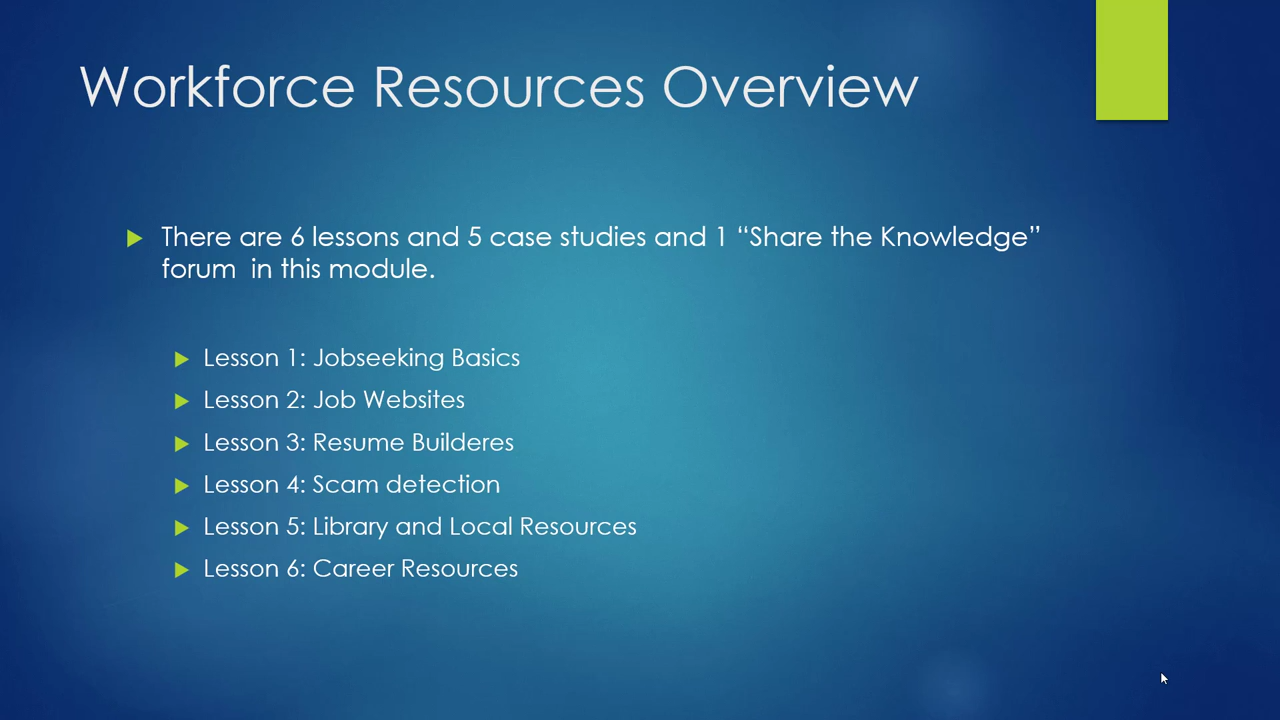 Workforce Resources Overview
There are 6 lessons and 5 case studies and 1 “Share the Knowledge”
forum  in this module.
Lesson 1: Jobseeking Basics
Lesson 2: Job Websites
Lesson 3: Resume Builderes
Lesson 4: Scam detection
Lesson 5: Library and Local Resources
Lesson 6: Career Resources